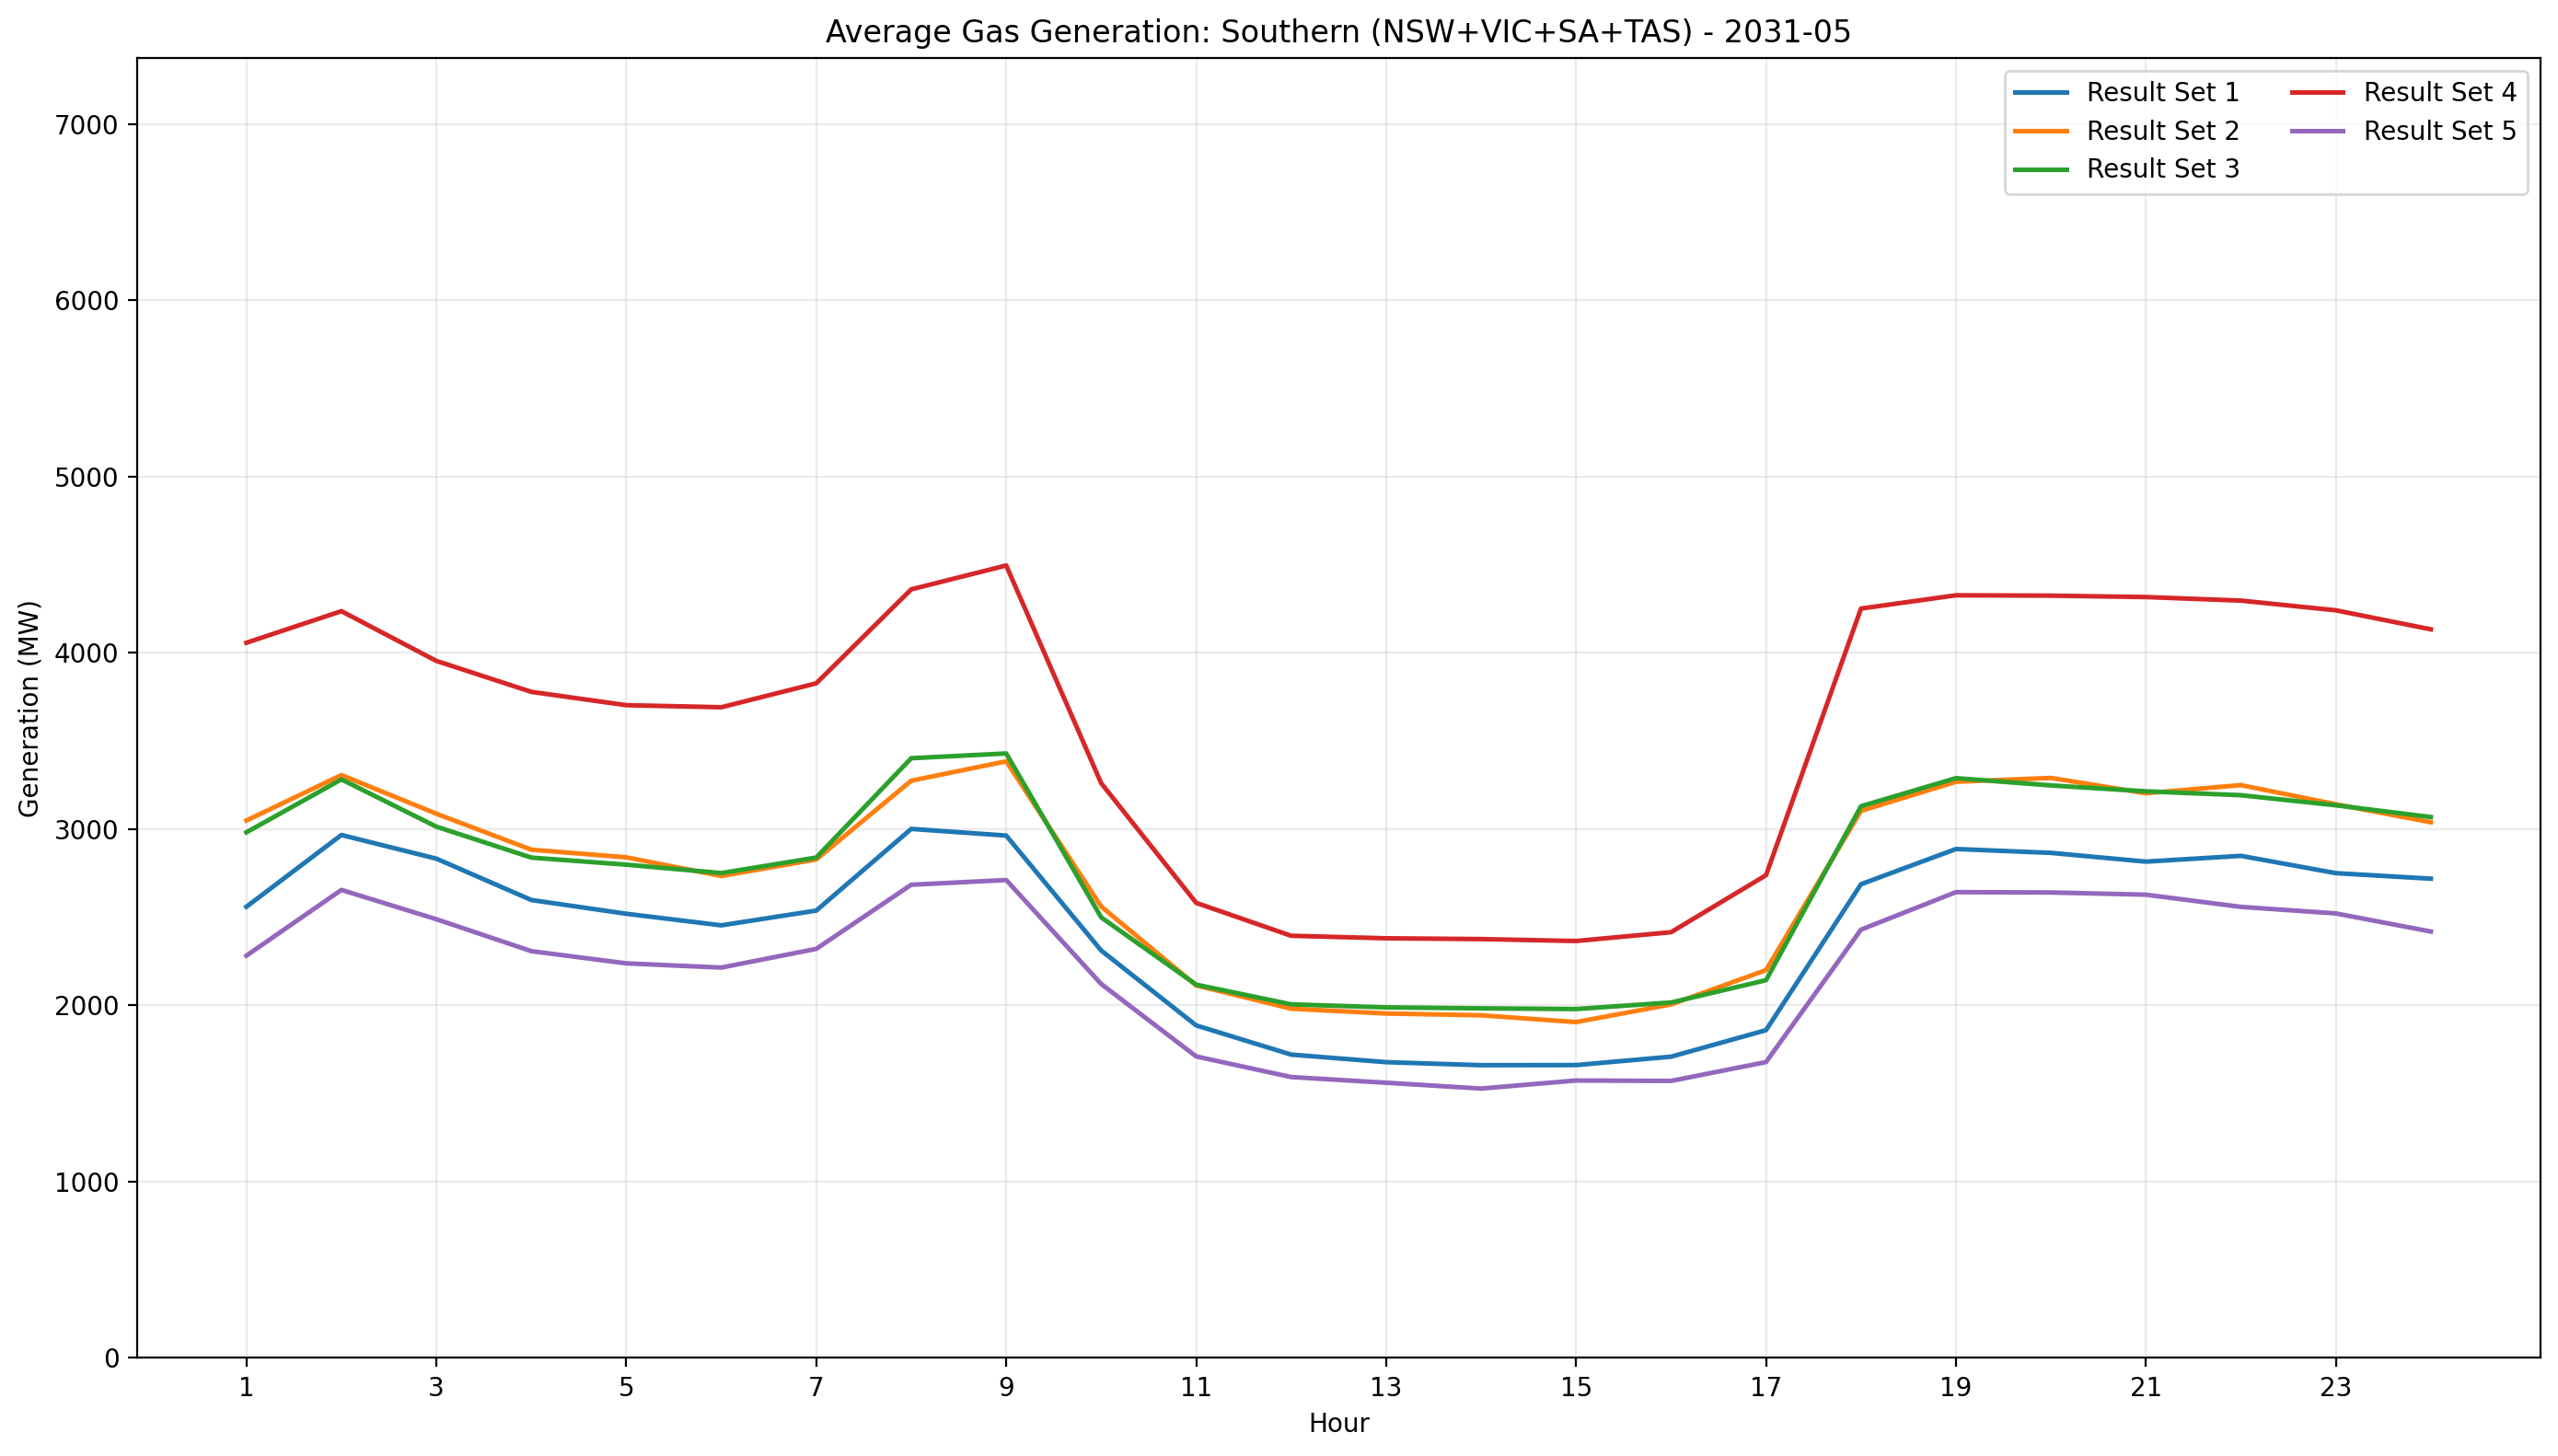 Average Gas Generation: Southern (NSW+VIC+SA+TAS) - 2031-05
Result Set 1
Result Set 2
Result Set 3
Result Set 4
Result Set 5
Generation (MW)
7000
6000
5000
4000
3000
2000
1000
0
1 3 5 7 9 11 13 15 17 19 21 23
Hour